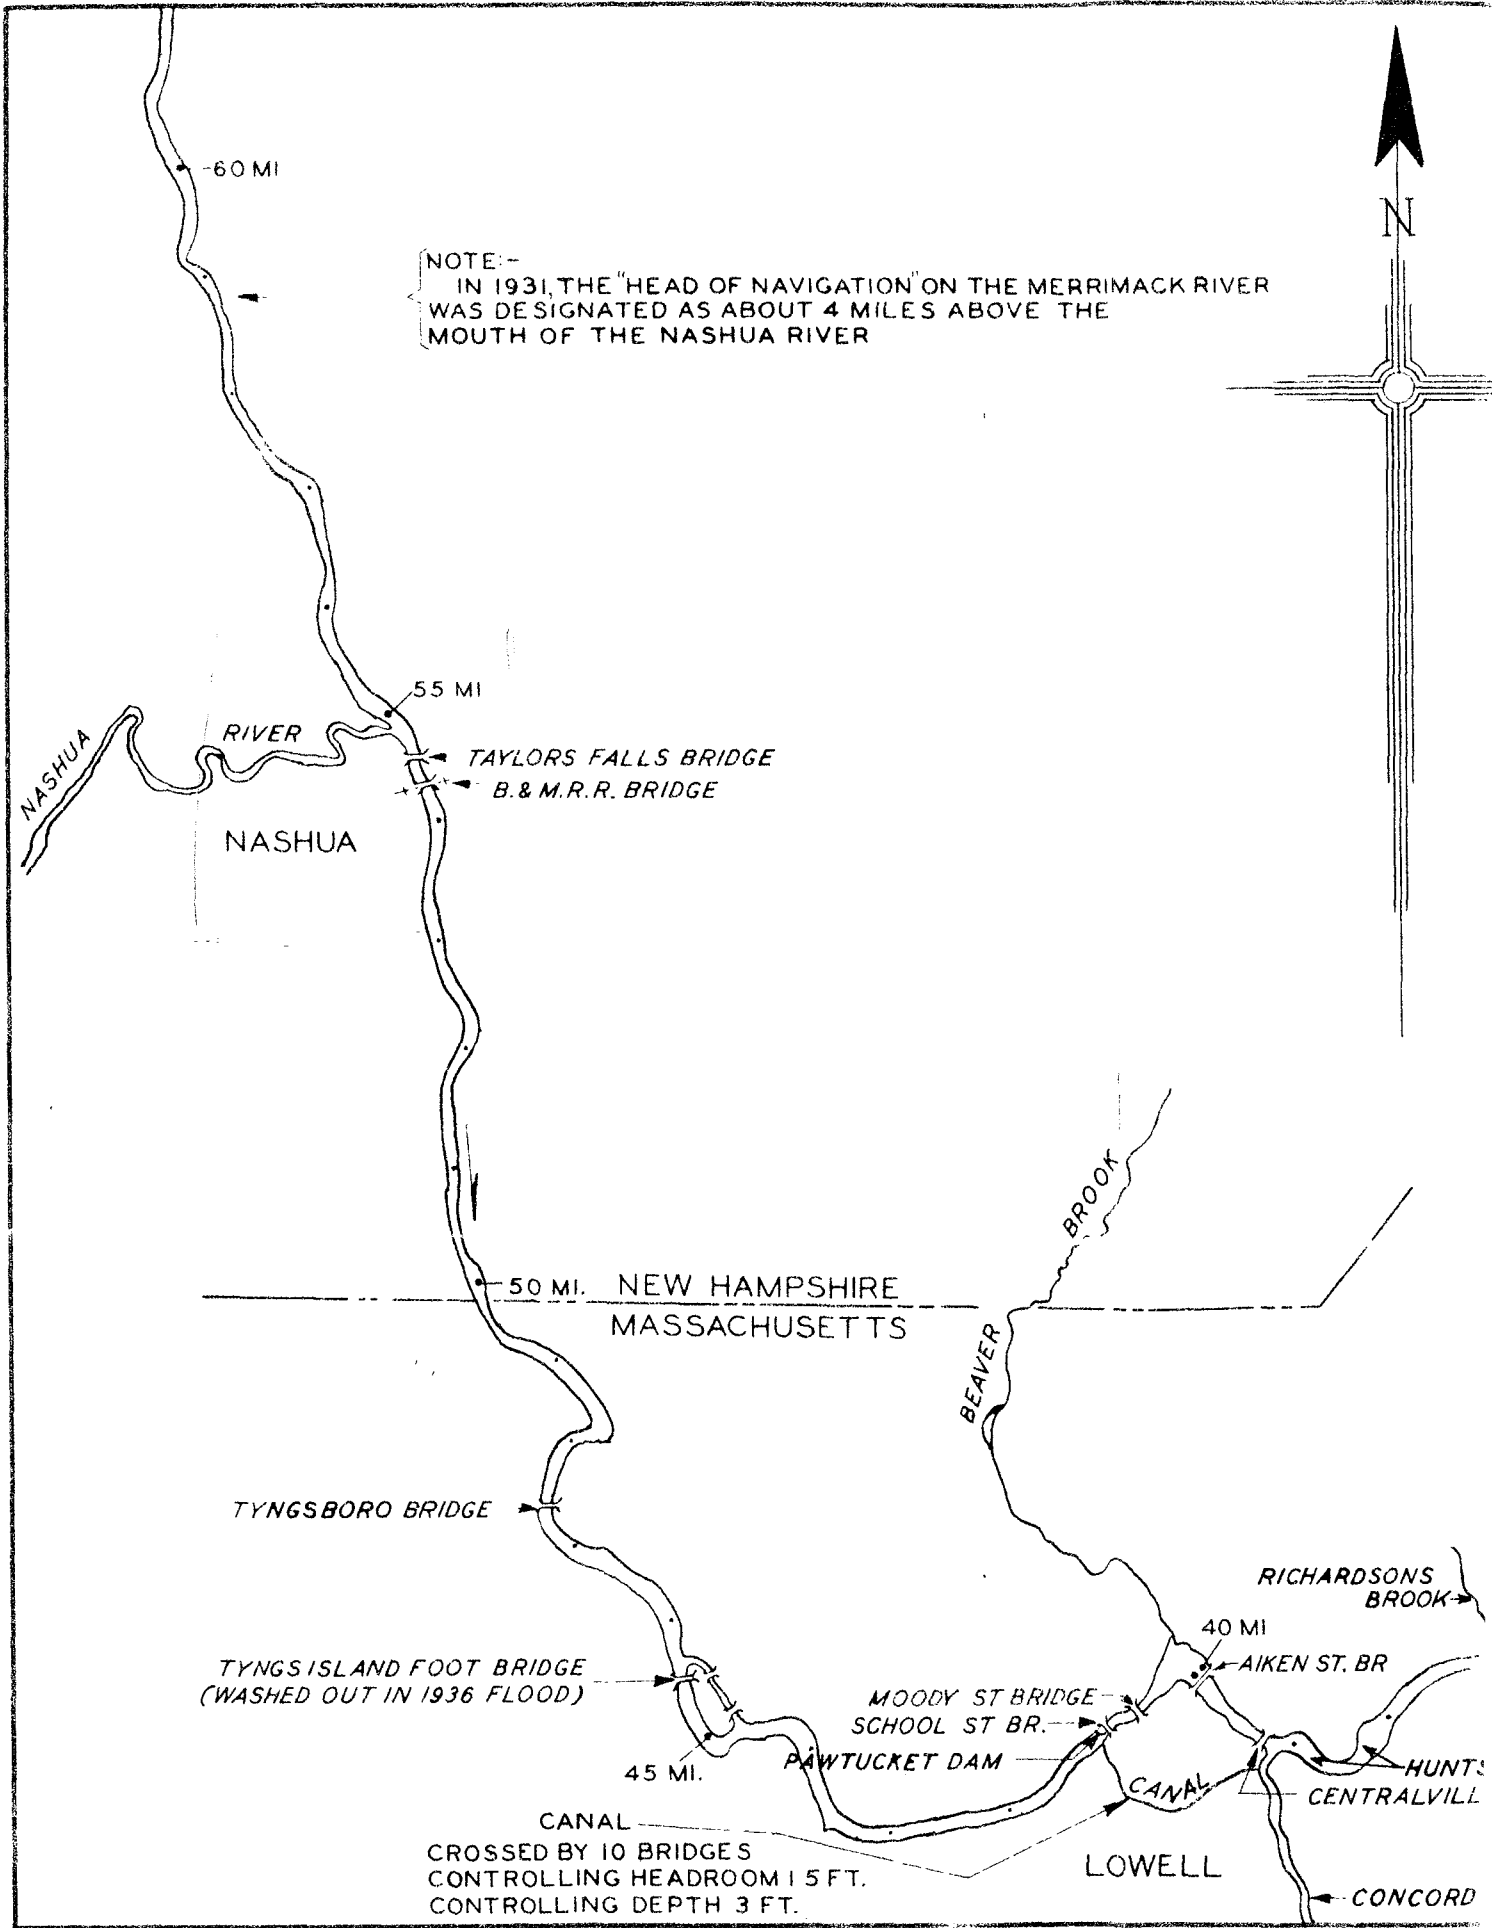 60 MI
N
NOTE:-
IN 1931, THE "HEAD OF NAVIGATION" ON THE MERRIMACK RIVER
WAS DESIGNATED AS ABOUT 4 MILES ABOVE THE
MOUTH OF THE NASHUA RIVER
55 MI
NASHUA
RIVER
TAYLORS FALLS BRIDGE
B.& M.R.R. BRIDGE
NASHUA
BROOK
50 MI. NEW HAMPSHIRE
MASSACHUSETTS
BEAVER
TYNGSBORO BRIDGE
RICHARDSONS
BROOK
40 MI
AIKEN ST. BR
TYNGS ISLAND FOOT BRIDGE
(WASHED OUT IN 1936 FLOOD)
MOODY ST BRIDGE
SCHOOL ST BR.
PAWTUCKET DAM
45 MI.
CANAL
HUNTS
CENTRALVILL
CANAL
CROSSED BY 10 BRIDGES
CONTROLLING HEADROOM 1 5 FT.
CONTROLLING DEPTH 3 FT.
LOWELL
CONCORD